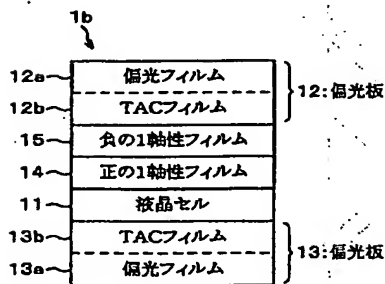 1b
12a 偏光フィルム
12b TACフィルム
12:偏光板
15 負の1軸性フィルム
14 正の1軸性フィルム
11 液晶セル
13b TACフィルム
13a 偏光フィルム
13:偏光板